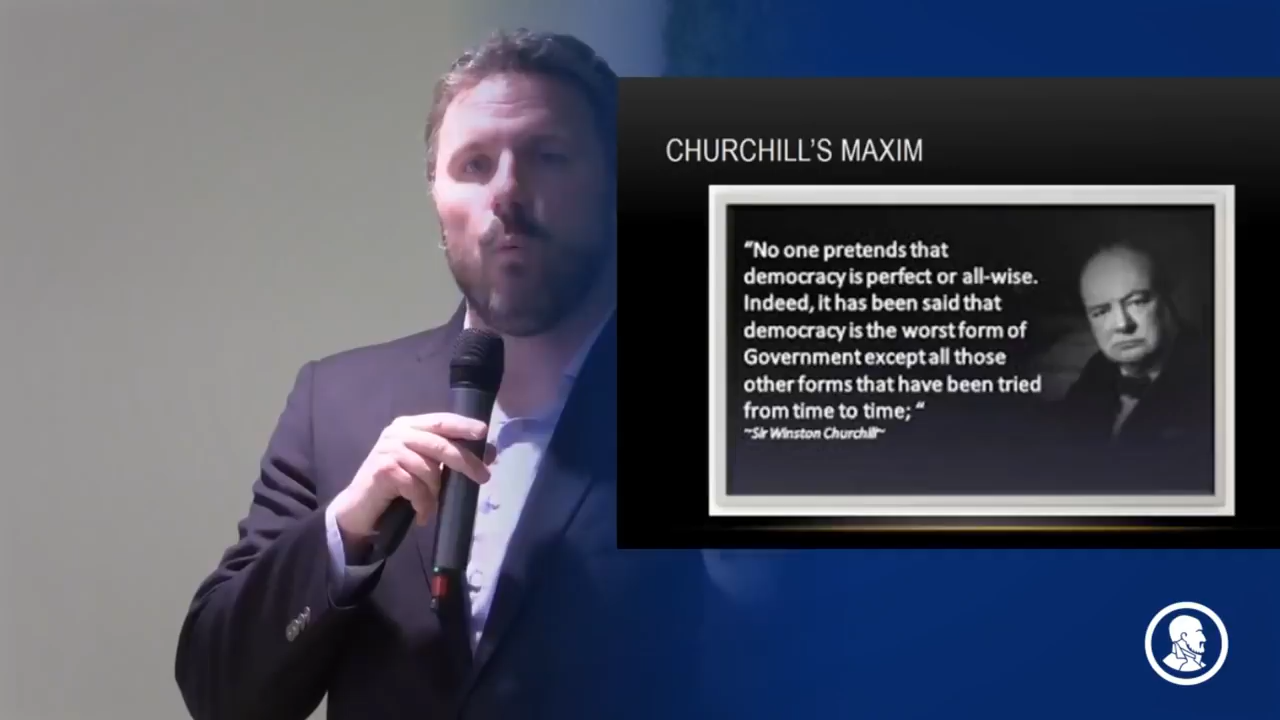 CHURCHILL'S MAXIM
“No one pretends that
democracy is perfect or all-wise.
Indeed, it has been said that
democracy is the worst form of
Government except all those
other forms that have been tried
from time to time; “
~Sir Winston Churchill~